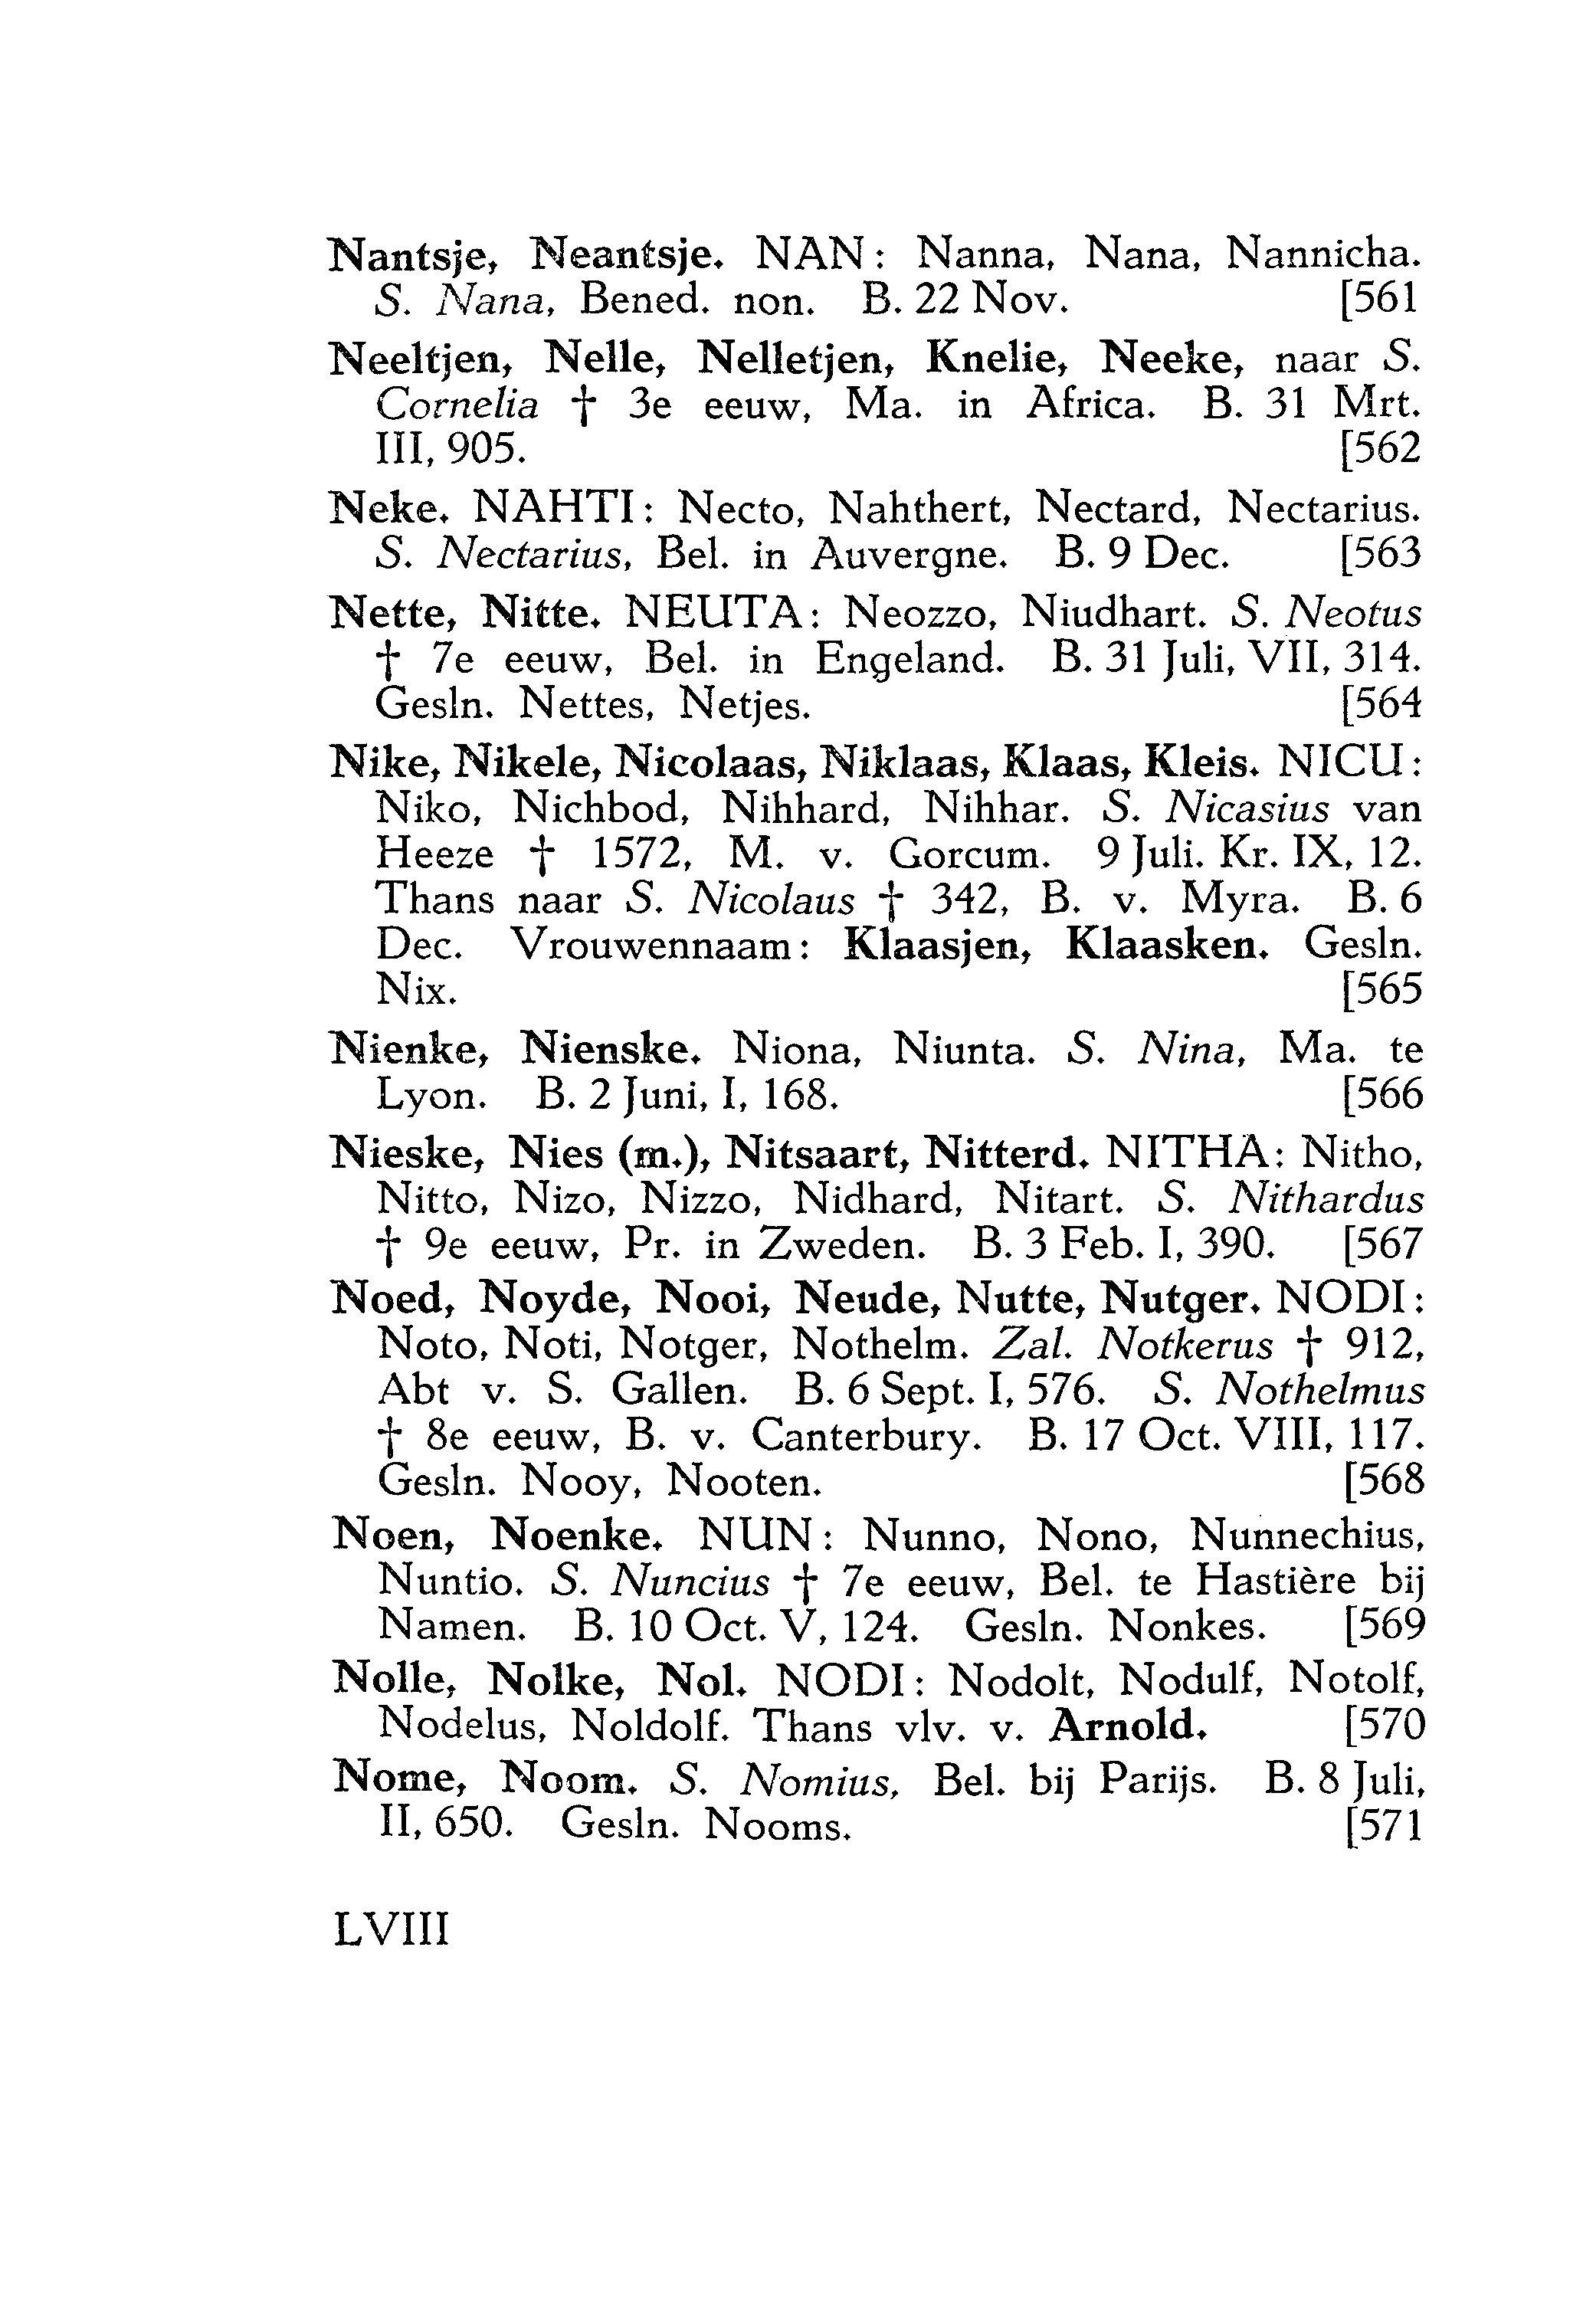 Nantsje, Neantsje. NAN: Nanna, Nana, Nannicha.
S. Nana, Bened. non. B. 22 Nov. [561
Neeltjen, Nelle, Nelletjen, Knelie, Neeke, naar S.
Cornelia † 3e eeuw, Ma. in Africa. B. 31 Mrt.
III, 905. [562
Neke. NAHTI: Necto, Nahthert, Nectard, Nectarius.
S. Nectarius, Bel. in Auvergne. B. 9 Dec. [563
Nette, Nitte. NEUTA: Neozzo, Niudhart. S. Neotus
† 7e eeuw, Bel. in Engeland. B. 31 Juli, VII, 314.
Gesln. Nettes, Netjes. [564
Nike, Nikele, Nicolaas, Niklaas, Klaas, Kleis. NICU:
Niko, Nichbod, Nihhard, Nihhar. S. Nicasius van
Heeze † 1572, M. v. Gorcum. 9 Juli. Kr. IX, 12.
Thans naar S. Nicolaus † 342, B. v. Myra. B. 6
Dec. Vrouwennaam: Klaasjen, Klaasken. Gesln.
Nix. [565
Nienke, Nienske. Niona, Niunta. S. Nina, Ma. te
Lyon. B. 2 Juni, I, 168. [566
Nieske, Nies (m.), Nitsaart, Nitterd. NITHA: Nitho,
Nitto, Nizo, Nizzo, Nidhard, Nitart. S. Nithardus
† 9e eeuw, Pr. in Zweden. B. 3 Feb. I, 390. [567
Noed, Noyde, Nooi, Neude, Nutte, Nutger. NODI:
Noto, Noti, Notger, Nothelm. Zal. Notkerus † 912,
Abt v. S. Gallen. B. 6 Sept. I, 576. S. Nothelmus
† 8e eeuw, B. v. Canterbury. B. 17 Oct. VIII, 117.
Gesln. Nooy, Nooten. [568
Noen, Noenke. NUN: Nunno, Nono, Nunnechius,
Nuntio. S. Nuncius † 7e eeuw, Bel. te Hastière bij
Namen. B. 10 Oct. V, 124. Gesln. Nonkes. [569
Nolle, Nolke, Nol. NODI: Nodolt, Nodulf, Notolf,
Nodelus, Noldolf. Thans vlv. v. Arnold. [570
Nome, Noom. S. Nomius, Bel. bij Parijs. B. 8 Juli,
II, 650. Gesln. Nooms. [571
LVIII